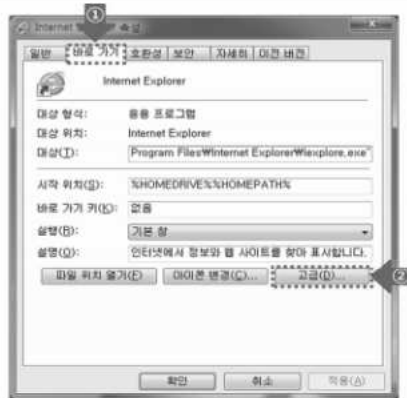 ①
Internet 속성
일반 바로 가기 호환성 보안 자세히 이전 버전
Internet Explorer
대상 형식: 응용 프로그램
대상 위치: Internet Explorer
대상(T): Program Files₩Internet Explorer₩iexplore.exe"
시작 위치(S): %HOMEDRIVE%%HOMEPATH%
바로 가기 키(K): 없음
실행(R): 기본 창
설명(O): 인터넷에서 정보와 웹 사이트를 찾아 표시합니다.
파일 위치 열기(F) 아이콘 변경(C)... 고급(D)... ②
확인 취소 적용(A)